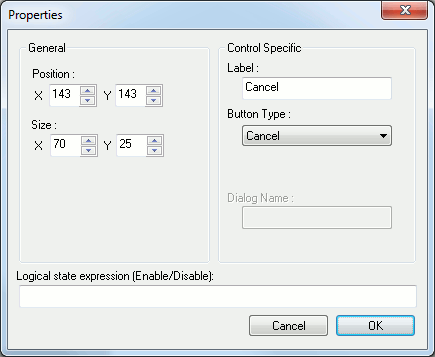 Properties
General
Position :
X 143 Y 143
Size :
X 70 Y 25
Control Specific
Label :
Cancel
Button Type :
Cancel
Dialog Name :
Logical state expression (Enable/Disable):
Cancel OK